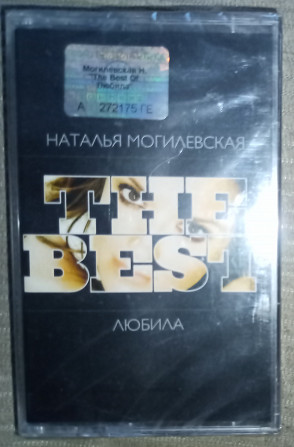 Могилевская Н.
"The Best Of
Любила"
А 272175 ГЕ
НАТАЛЬЯ МОГИЛЕВСКАЯ
THE
BEST
ЛЮБИЛА